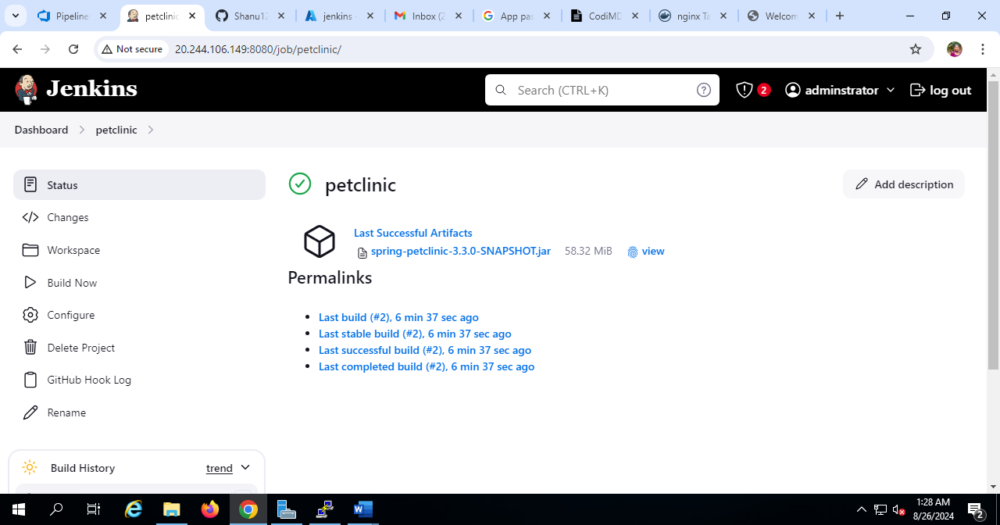 Pipeline
petclinic
Shanu12
jenkins
Inbox (2
App pas
CodiMD
nginx Ta
Welcom
Not secure
20.244.106.149:8080/job/petclinic/
Jenkins
Search (CTRL+K)
?
2
adminstrator
log out
Dashboard
petclinic
Status
Changes
Workspace
Build Now
Configure
Delete Project
GitHub Hook Log
Rename
Build History
trend
petclinic
Add description
Last Successful Artifacts
spring-petclinic-3.3.0-SNAPSHOT.jar 58.32 MiB view
Permalinks
Last build (#2), 6 min 37 sec ago
Last stable build (#2), 6 min 37 sec ago
Last successful build (#2), 6 min 37 sec ago
Last completed build (#2), 6 min 37 sec ago
1:28 AM
8/26/2024
2